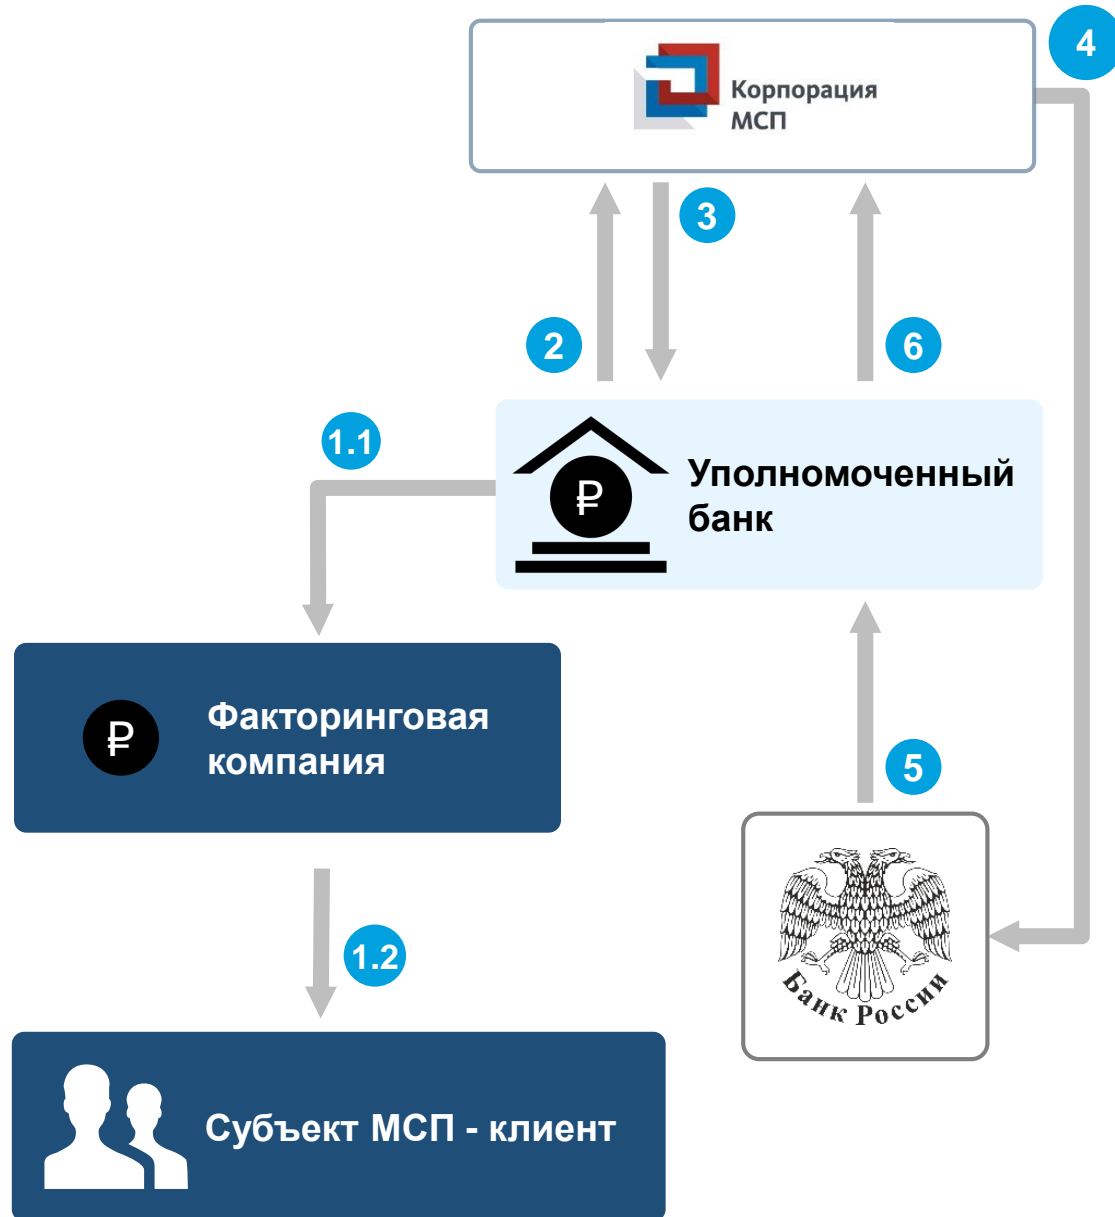 4
Корпорация
МСП
3
2
6
1.1
₽
Уполномоченный
банк
₽
Факторинговая
компания
5
1.2
Банк России
Субъект МСП - клиент